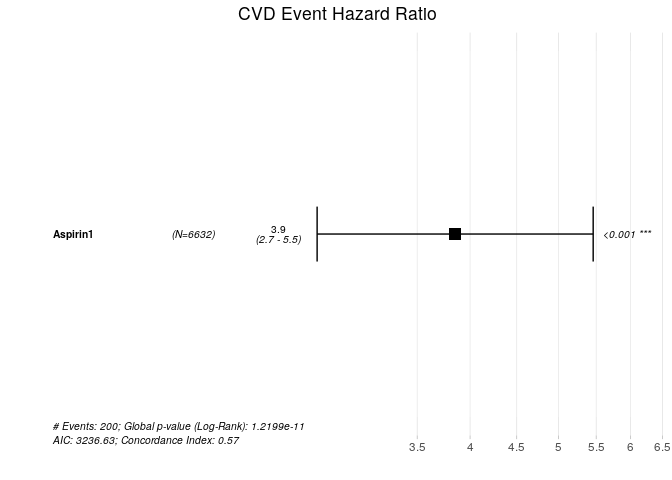 CVD Event Hazard Ratio
Aspirin1 (N=6632) 3.9 <0.001 ***
(2.7 - 5.5)
# Events: 200; Global p-value (Log-Rank): 1.2199e-11
AIC: 3236.63; Concordance Index: 0.57
3.5 4 4.5 5 5.5 6 6.5